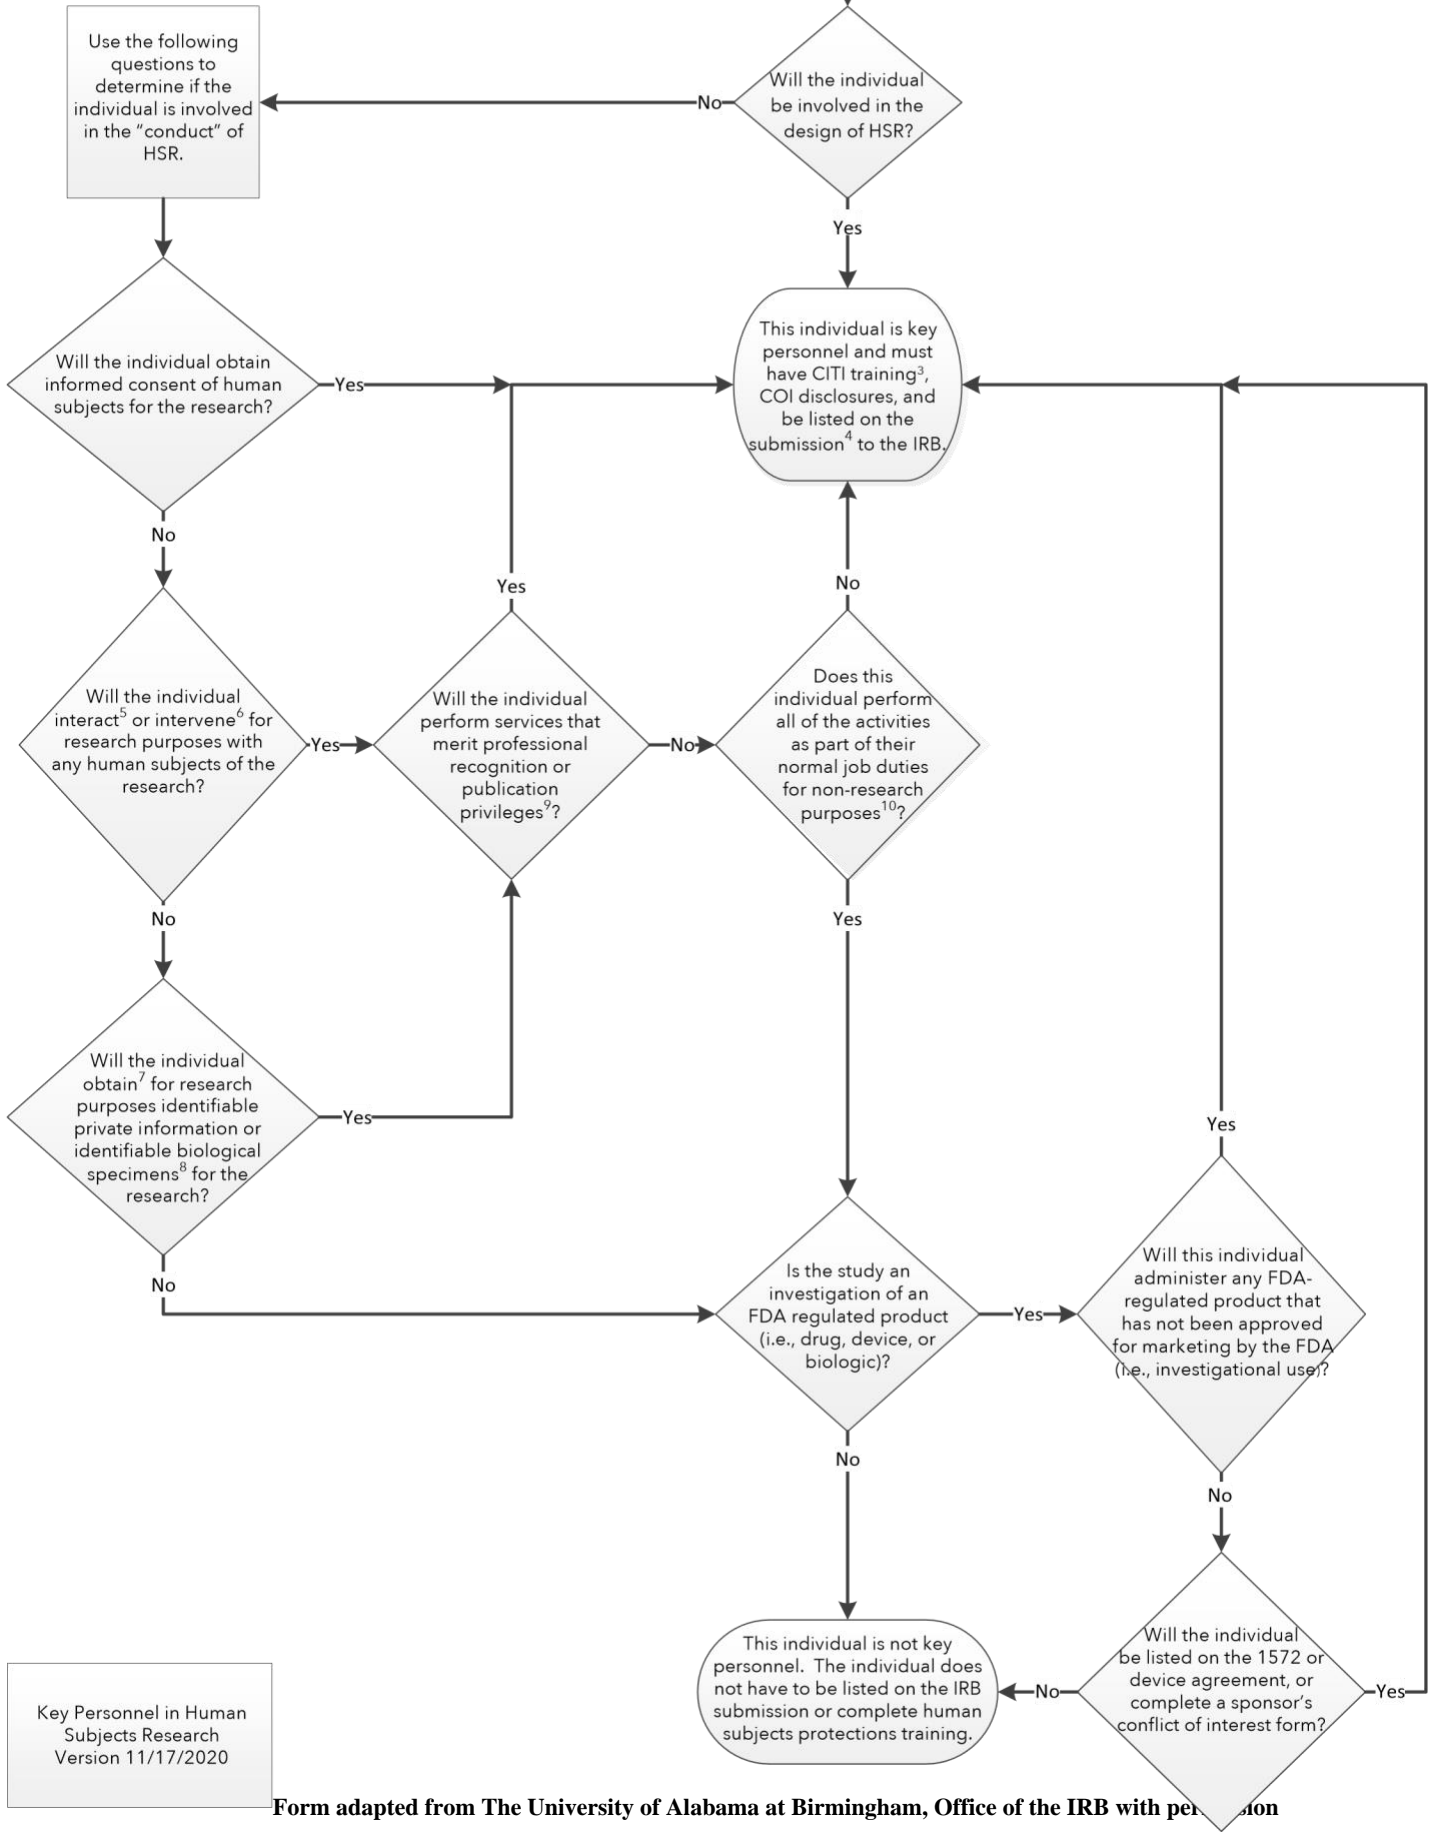 Use the following
questions to
determine if the
individual is involved
in the “conduct” of
HSR.
No
Will the individual
be involved in the
design of HSR?
Yes
Will the individual obtain
informed consent of human
subjects for the research?
Yes
This individual is key
personnel and must
have CITI training3,
COI disclosures, and
be listed on the
submission4 to the IRB.
No
Yes
No
Will the individual
interact5 or intervene6 for
research purposes with
any human subjects of the
research?
Yes
Will the individual
perform services that
merit professional
recognition or
publication
privileges9?
No
Does this
individual perform
all of the activities
as part of their
normal job duties
for non-research
purposes10?
No
Yes
Will the individual
obtain7 for research
purposes identifiable
private information or
identifiable biological
specimens8 for the
research?
Yes
Yes
No
Is the study an
investigation of an
FDA regulated product
(i.e., drug, device, or
biologic)?
Yes
Will this individual
administer any FDA-
regulated product that
has not been approved
for marketing by the FDA
(i.e., investigational use)?
No
No
This individual is not key
personnel. The individual does
not have to be listed on the IRB
submission or complete human
subjects protections training.
No
Will the individual
be listed on the 1572 or
device agreement, or
complete a sponsor’s
conflict of interest form?
Yes
Key Personnel in Human
Subjects Research
Version 11/17/2020
Form adapted from The University of Alabama at Birmingham, Office of the IRB with